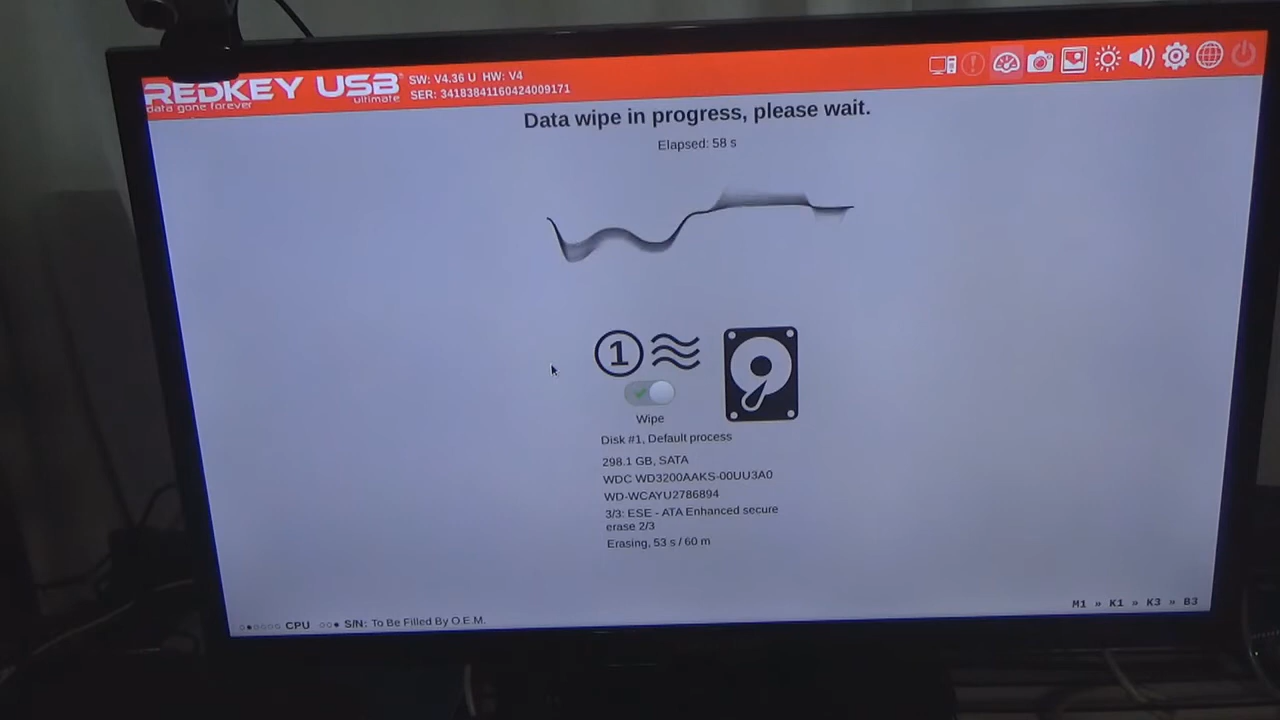 REDKEY USB
ultimate
data gone forever
SW: V4.36 U HW: V4
SER: 34183841160424009171
Data wipe in progress, please wait.
Elapsed: 58 s
1
Wipe
Disk #1, Default process
298.1 GB, SATA
WDC WD3200AAKS-00UU3A0
WD-WCAYU2786894
3/3: ESE - ATA Enhanced secure
erase 2/3
Erasing, 53 s / 60 m
CPU S/N: To Be Filled By O.E.M.
M1 » K1 » K3 » B3